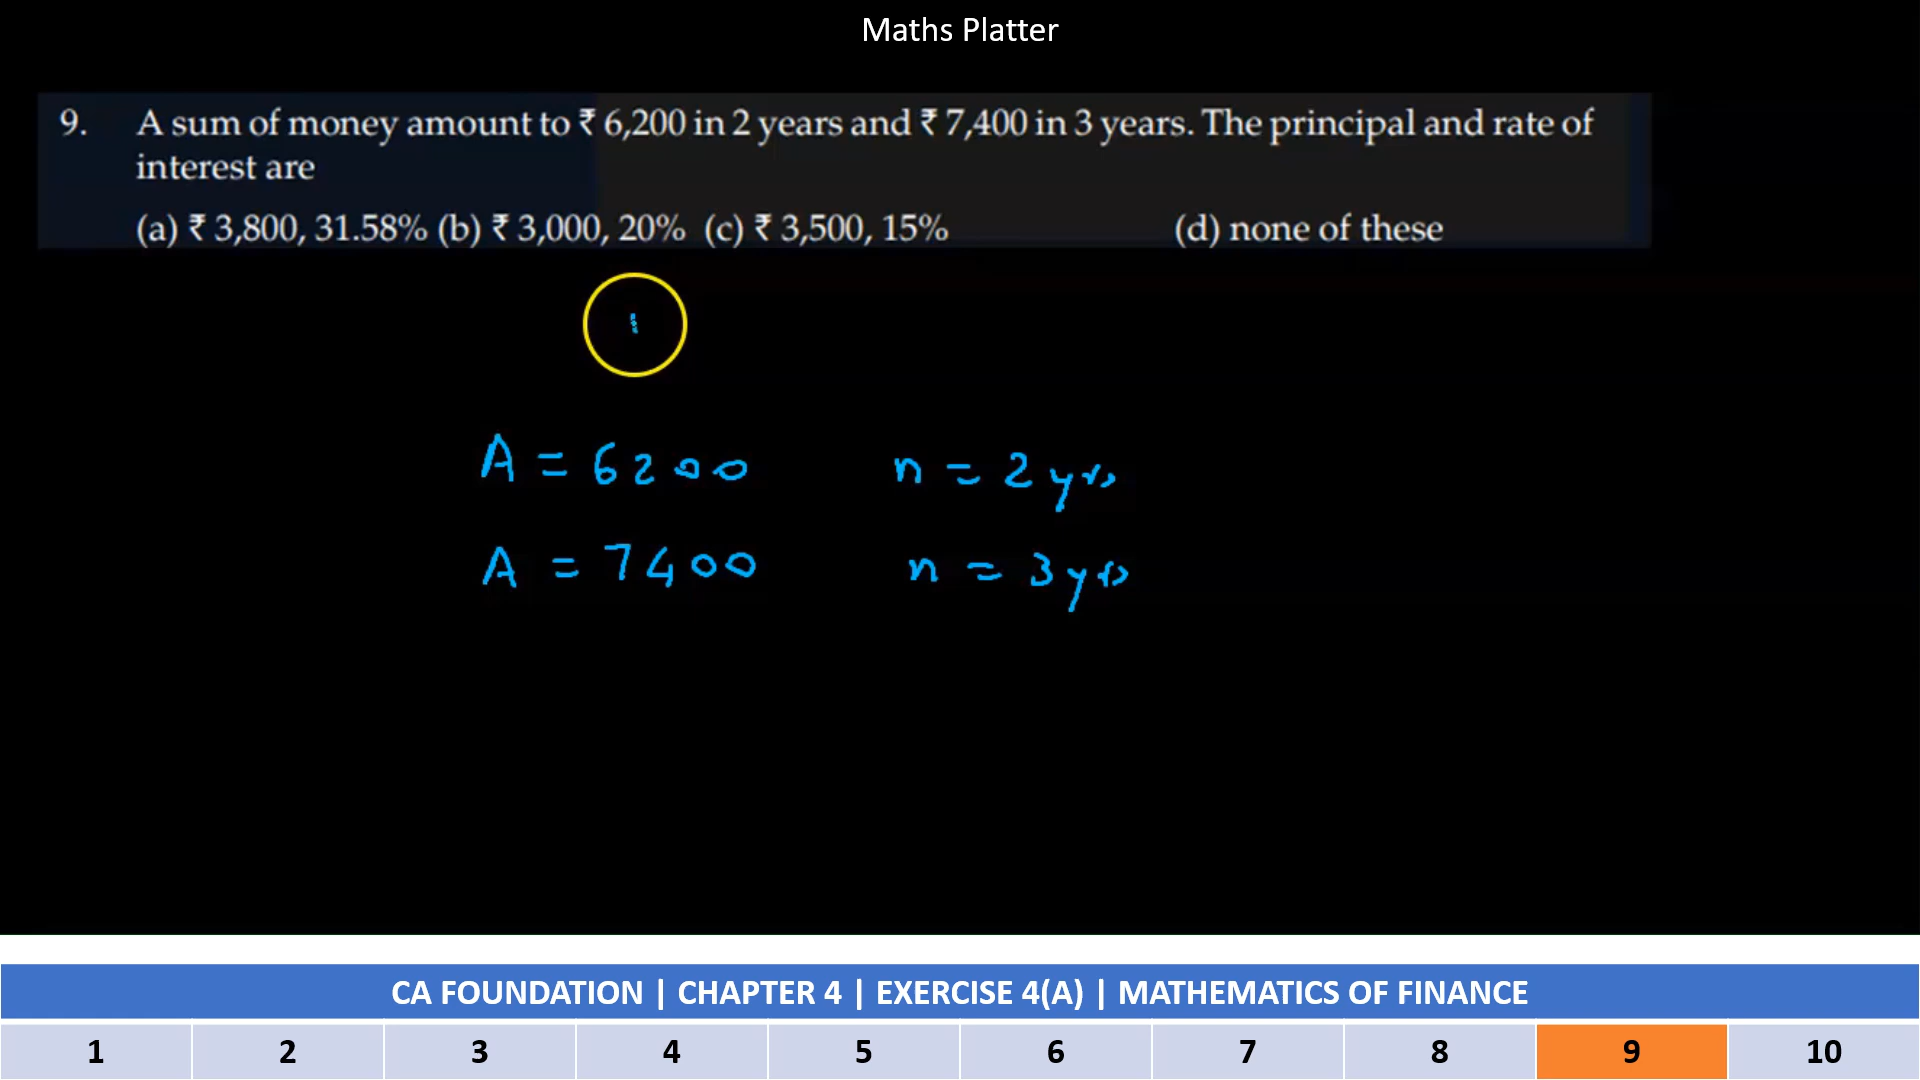 Maths Platter
9. A sum of money amount to ₹ 6,200 in 2 years and ₹ 7,400 in 3 years. The principal and rate of
interest are
(a) ₹ 3,800, 31.58% (b) ₹ 3,000, 20% (c) ₹ 3,500, 15% (d) none of these
A = 6200 n = 2 yrs
A = 7400 n = 3 yrs
CA FOUNDATION | CHAPTER 4 | EXERCISE 4(A) | MATHEMATICS OF FINANCE
1 2 3 4 5 6 7 8 9 10